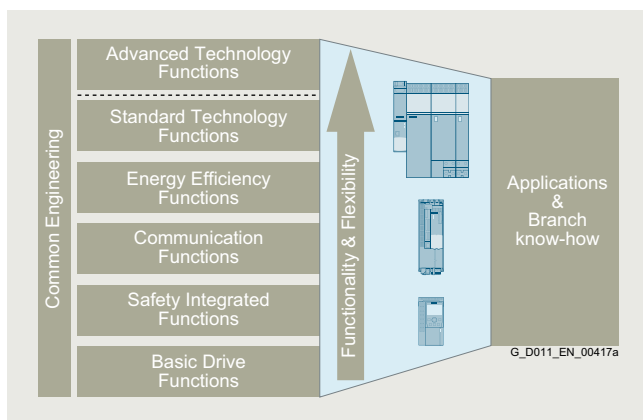 Common Engineering
Advanced Technology
Functions
Standard Technology
Functions
Energy Efficiency
Functions
Communication
Functions
Safety Integrated
Functions
Basic Drive
Functions
Functionality & Flexibility
Applications
&
Branch
know-how
G_D011_EN_00417a